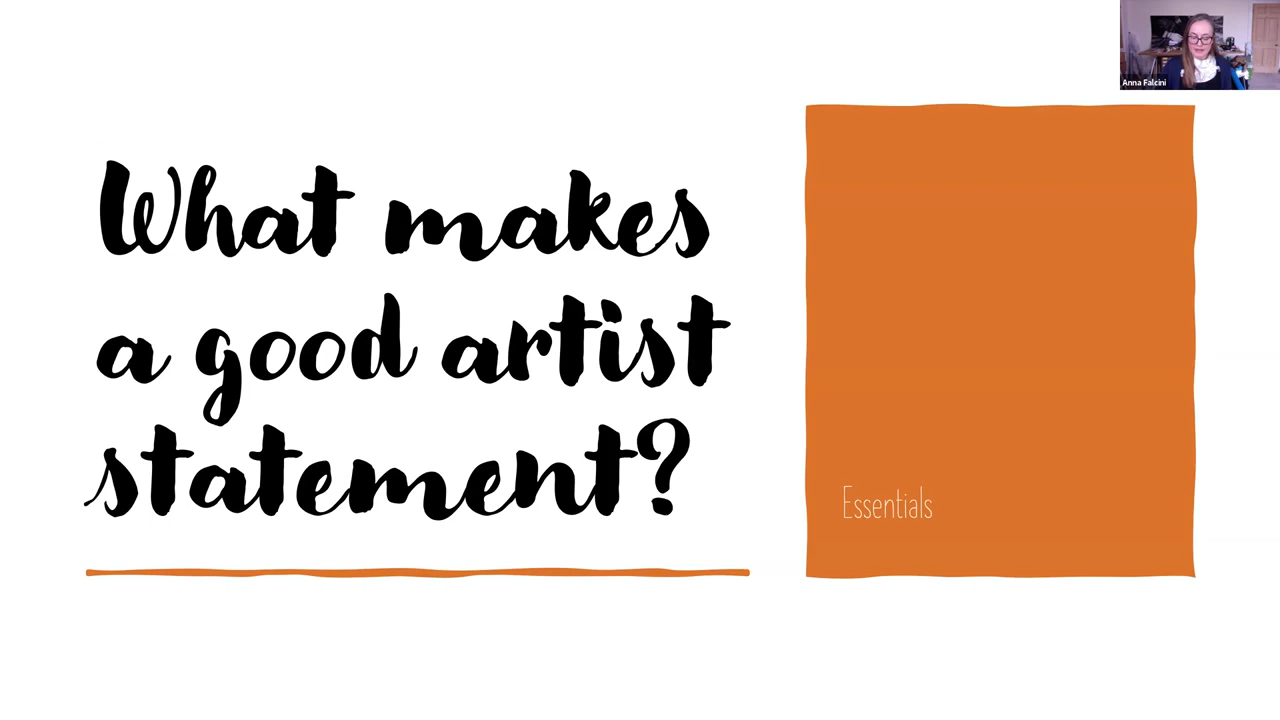 What makes
a good artist
statement?
Essentials
Anna Falcini